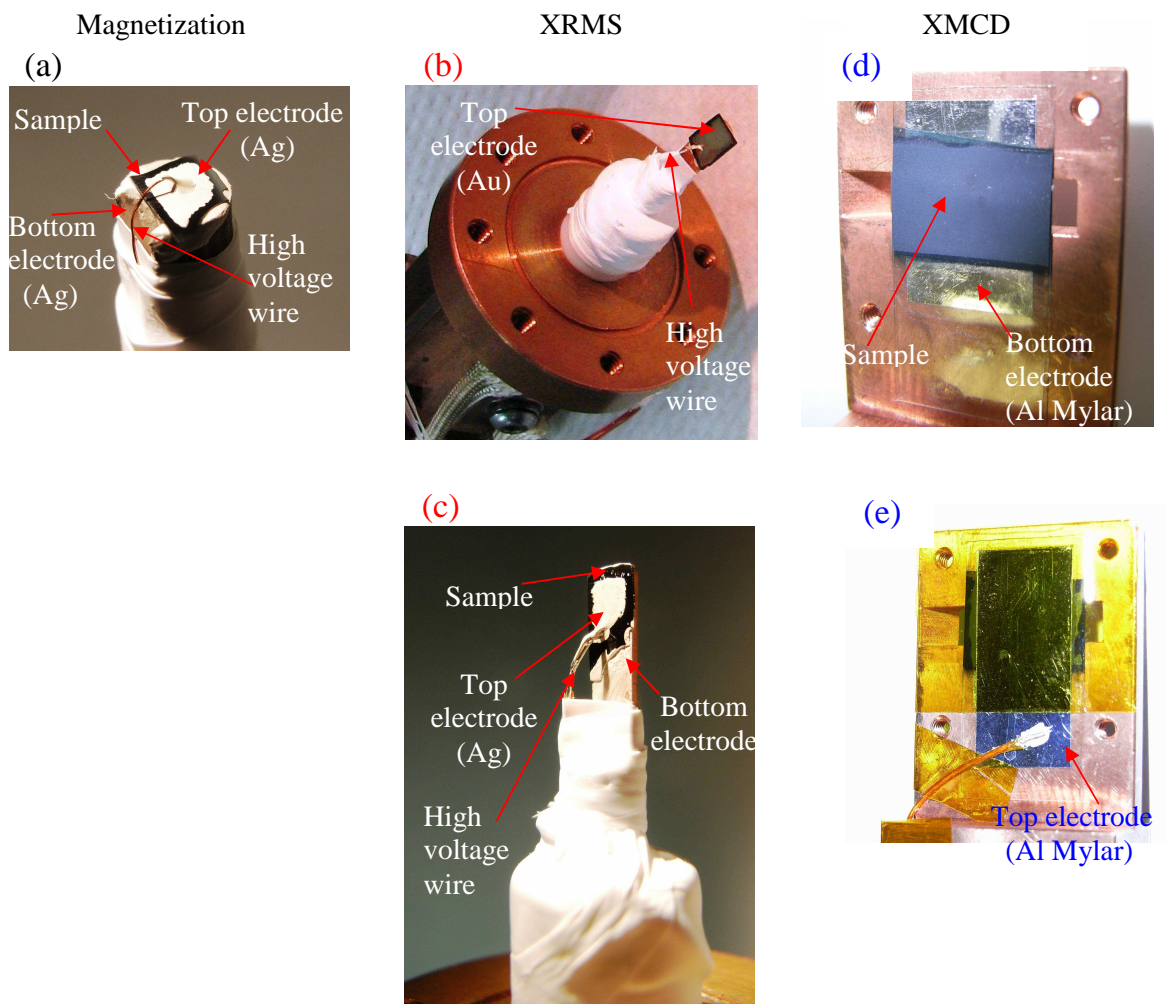 Magnetization
XRMS
XMCD
(a)
Sample
Top electrode
(Ag)
Bottom
electrode
(Ag)
High
voltage
wire
(b)
Top
electrode
(Au)
High
voltage
wire
(d)
Sample
Bottom
electrode
(Al Mylar)
(c)
Sample
Top
electrode
(Ag)
Bottom
electrode
High
voltage
wire
(e)
Top electrode
(Al Mylar)